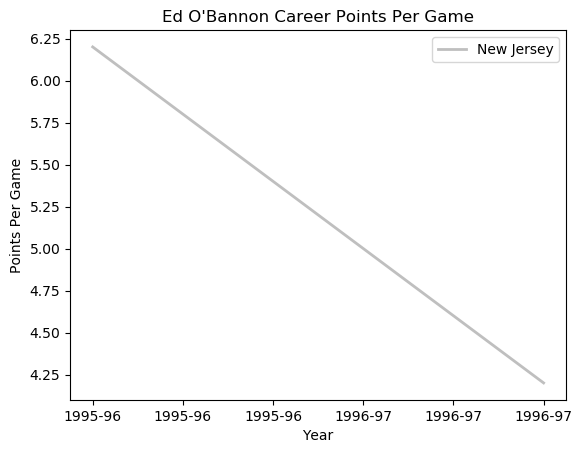 Ed O'Bannon Career Points Per Game
New Jersey
Points Per Game
6.25
6.00
5.75
5.50
5.25
5.00
4.75
4.50
4.25
1995-96 1995-96 1995-96 1996-97 1996-97 1996-97
Year